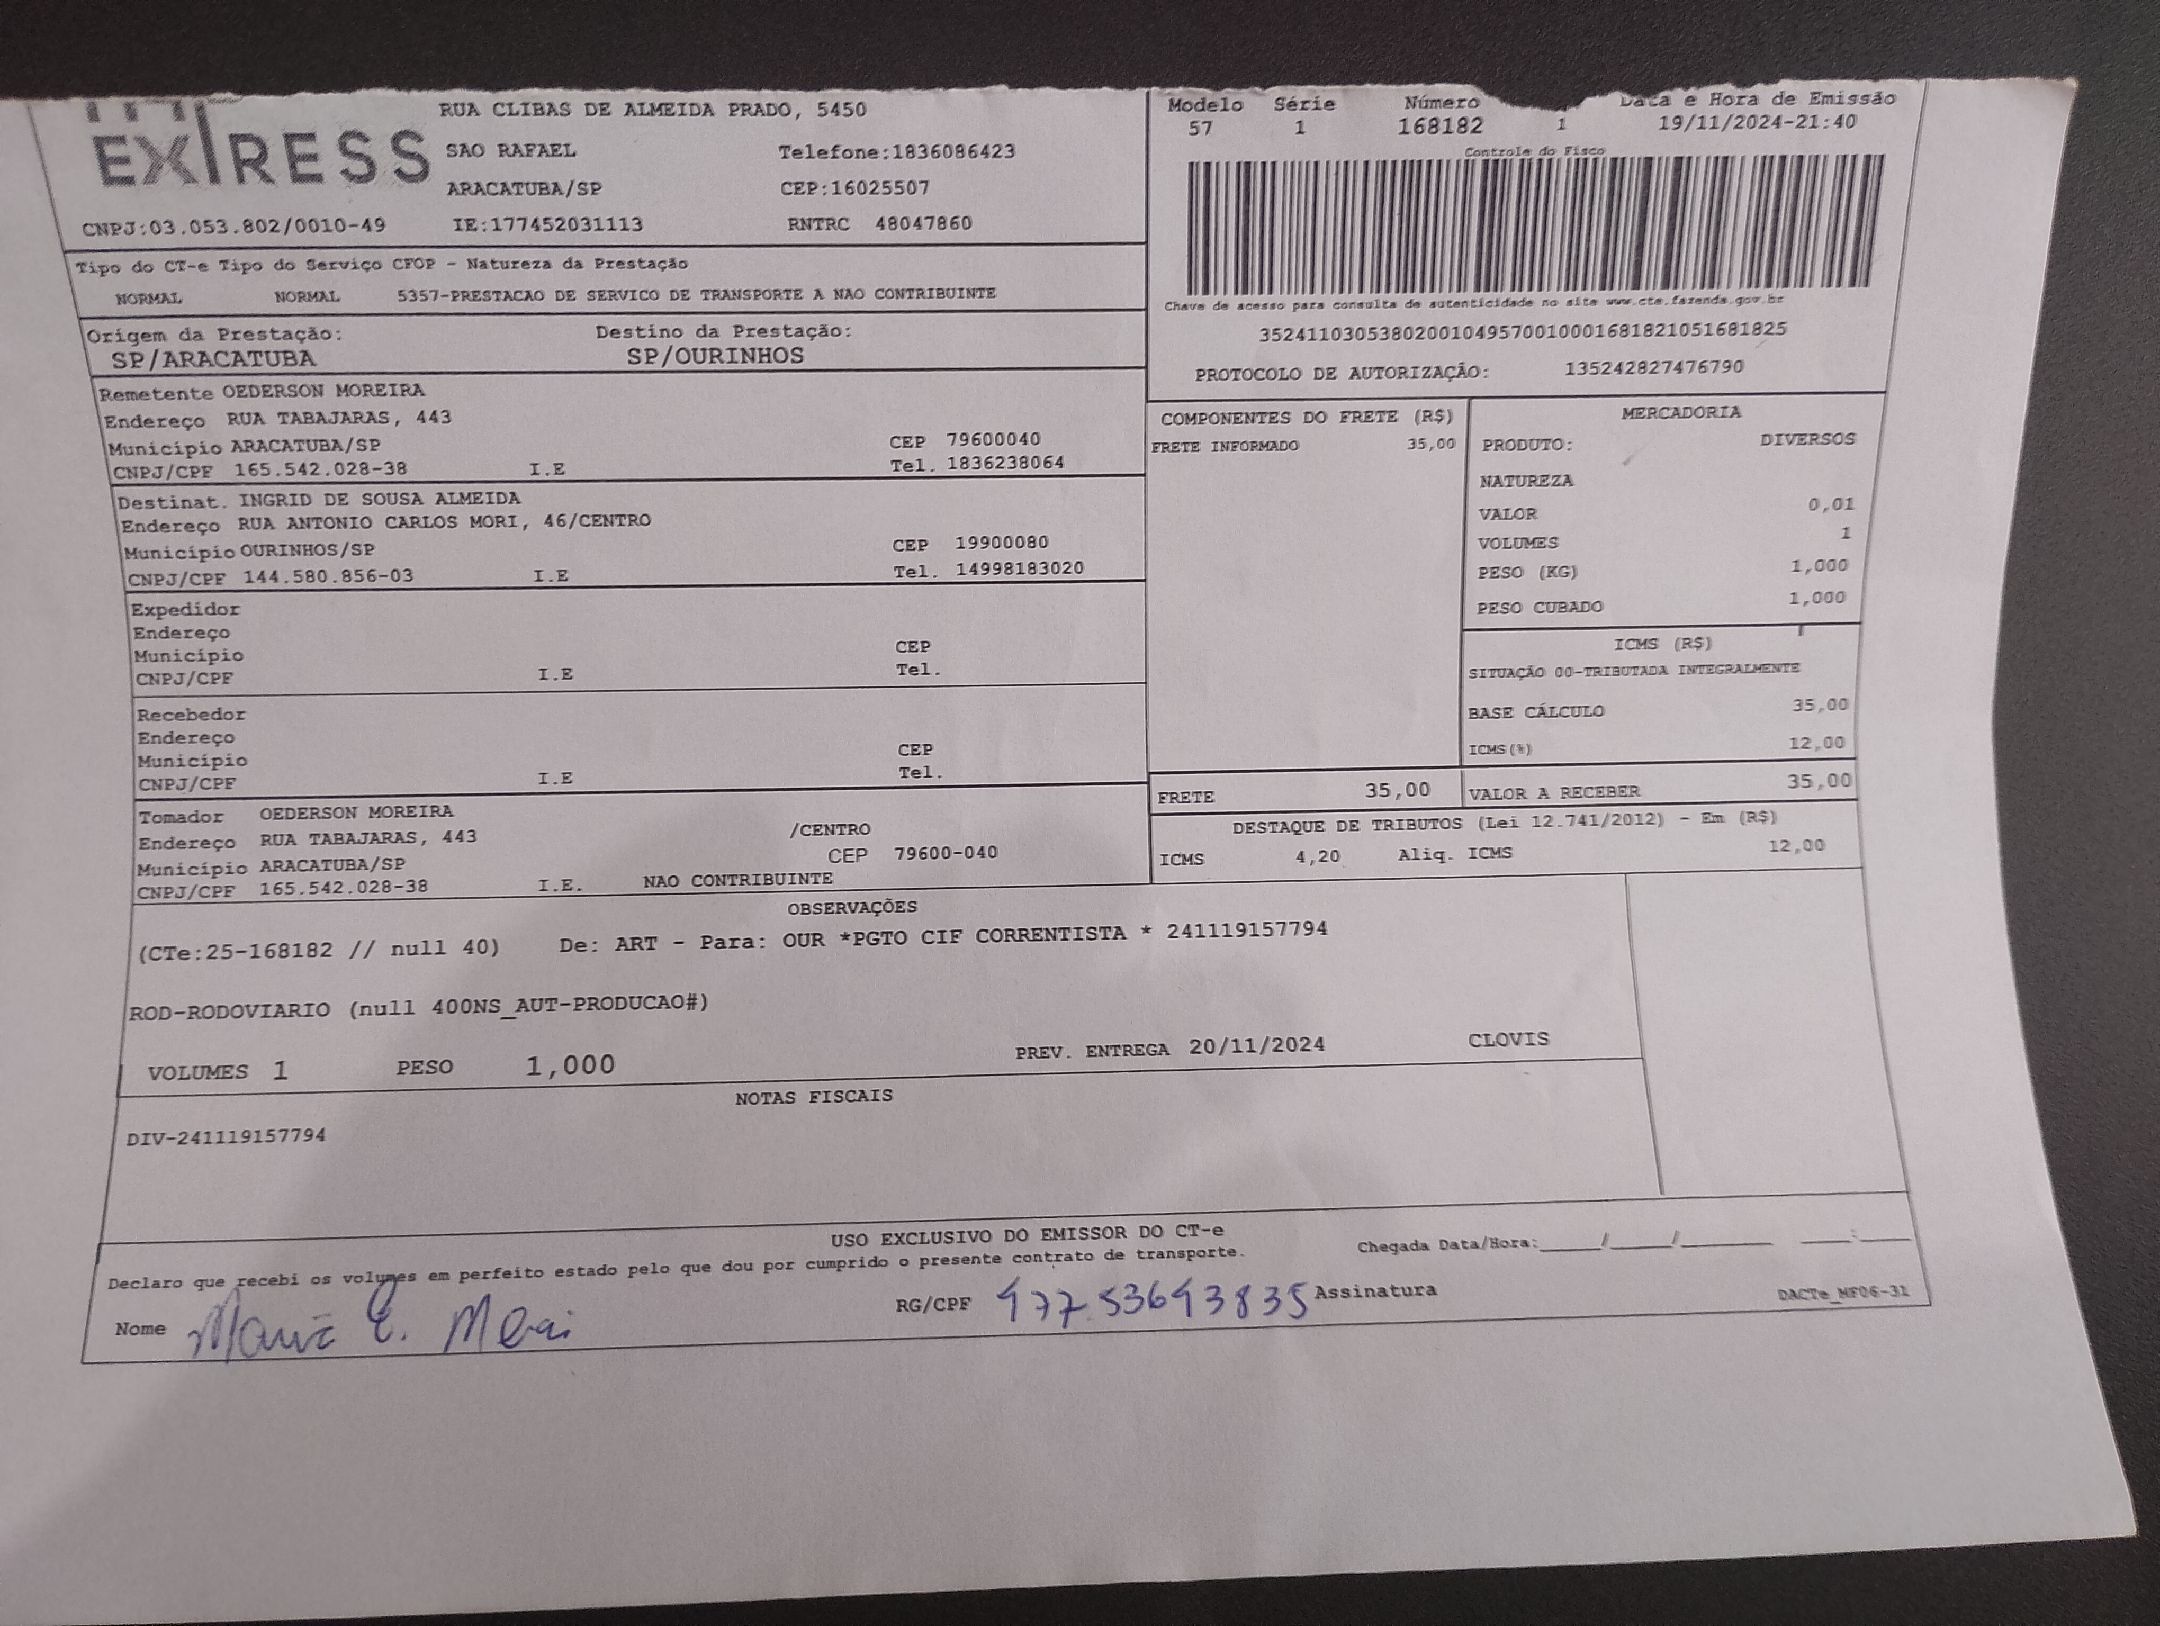 EXPRESS
RUA CLIBAS DE ALMEIDA PRADO, 5450
SAO RAFAEL Telefone:1836086423
ARACATUBA/SP CEP:16025507
CNPJ:03.053.802/0010-49 IE:177452031113 RNTRC 48047860
Modelo Série Número Data e Hora de Emissão
57 1 168182 1 19/11/2024-21:40
Controle do Fisco
Chave de acesso para consulta de autenticidade no site www.cte.fazenda.gov.br
35241103053802001049570010001681821051681825
PROTOCOLO DE AUTORIZAÇÃO: 135242827476790
Tipo do CT-e Tipo do Serviço CFOP - Natureza da Prestação
NORMAL NORMAL 5357-PRESTACAO DE SERVICO DE TRANSPORTE A NAO CONTRIBUINTE
Origem da Prestação: Destino da Prestação:
SP/ARACATUBA SP/OURINHOS
Remetente OEDERSON MOREIRA
Endereço RUA TABAJARAS, 443
Município ARACATUBA/SP CEP 79600040
CNPJ/CPF 165.542.028-38 I.E Tel. 1836238064
Destinat. INGRID DE SOUSA ALMEIDA
Endereço RUA ANTONIO CARLOS MORI, 46/CENTRO
Município OURINHOS/SP CEP 19900080
CNPJ/CPF 144.580.856-03 I.E Tel. 14998183020
Expedidor
Endereço
Município CEP
CNPJ/CPF I.E Tel.
Recebedor
Endereço
Município CEP
CNPJ/CPF I.E Tel.
Tomador OEDERSON MOREIRA
Endereço RUA TABAJARAS, 443 /CENTRO
Município ARACATUBA/SP CEP 79600-040
CNPJ/CPF 165.542.028-38 I.E. NAO CONTRIBUINTE
COMPONENTES DO FRETE (R$)
FRETE INFORMADO 35,00
MERCADORIA
PRODUTO: DIVERSOS
NATUREZA
VALOR 0,01
VOLUMES 1
PESO (KG) 1,000
PESO CUBADO 1,000
ICMS (R$)
SITUAÇÃO 00-TRIBUTADA INTEGRALMENTE
BASE CÁLCULO 35,00
ICMS(%) 12,00
FRETE 35,00 VALOR A RECEBER 35,00
DESTAQUE DE TRIBUTOS (Lei 12.741/2012) - Em (R$)
ICMS 4,20 Aliq. ICMS 12,00
OBSERVAÇÕES
(CTe:25-168182 // null 40) De: ART - Para: OUR *PGTO CIF CORRENTISTA * 241119157794
ROD-RODOVIARIO (null 400NS_AUT-PRODUCAO#)
VOLUMES 1 PESO 1,000 PREV. ENTREGA 20/11/2024 CLOVIS
NOTAS FISCAIS
DIV-241119157794
USO EXCLUSIVO DO EMISSOR DO CT-e
Declaro que recebi os volumes em perfeito estado pelo que dou por cumprido o presente contrato de transporte. Chegada Data/Hora:_____/_____/________ ____:____
Nome Maria E. RG/CPF Assinatura DACTe_MF06-31